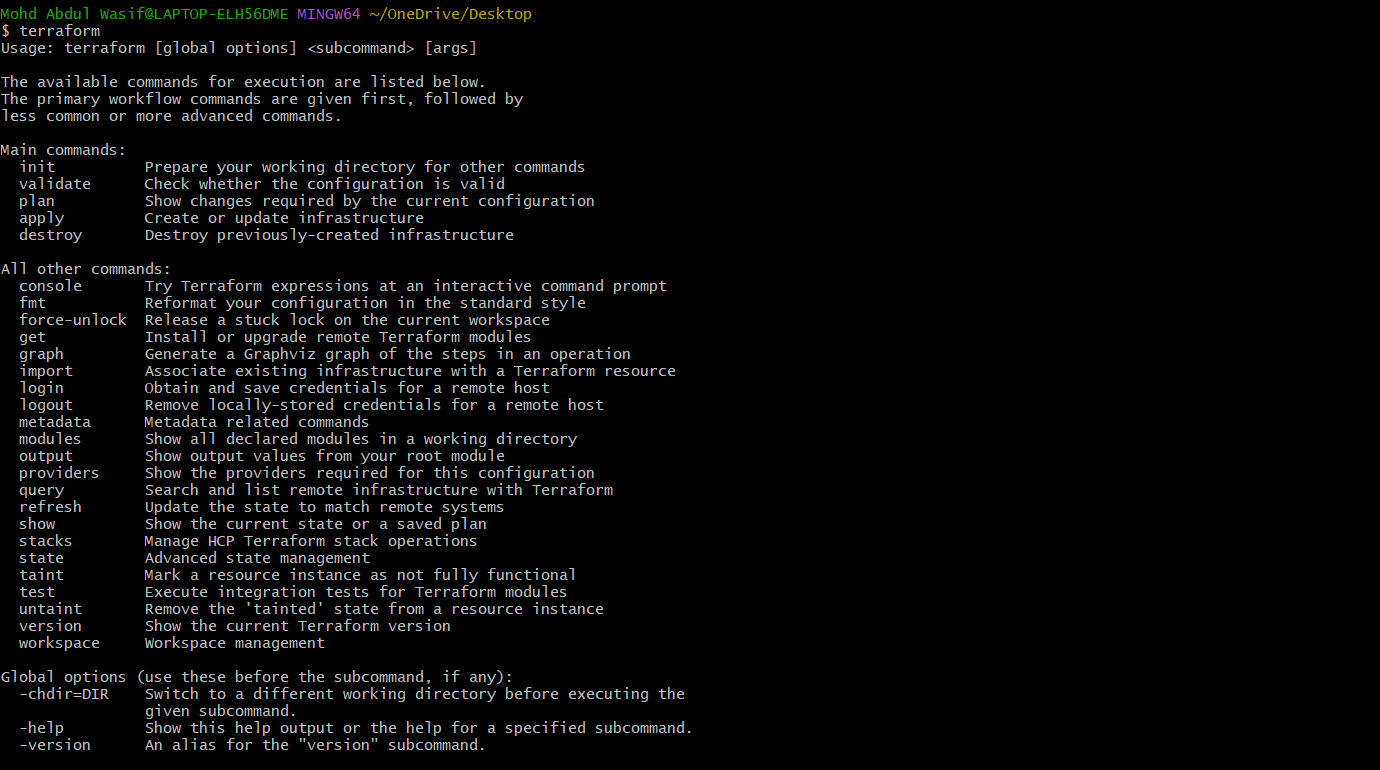 Mohd Abdul Wasif@LAPTOP-ELH56DME MINGW64 ~/OneDrive/Desktop
$ terraform
Usage: terraform [global options] <subcommand> [args]

The available commands for execution are listed below.
The primary workflow commands are given first, followed by
less common or more advanced commands.

Main commands:
  init          Prepare your working directory for other commands
  validate      Check whether the configuration is valid
  plan          Show changes required by the current configuration
  apply         Create or update infrastructure
  destroy       Destroy previously-created infrastructure

All other commands:
  console       Try Terraform expressions at an interactive command prompt
  fmt           Reformat your configuration in the standard style
  force-unlock  Release a stuck lock on the current workspace
  get           Install or upgrade remote Terraform modules
  graph         Generate a Graphviz graph of the steps in an operation
  import        Associate existing infrastructure with a Terraform resource
  login         Obtain and save credentials for a remote host
  logout        Remove locally-stored credentials for a remote host
  metadata      Metadata related commands
  modules       Show all declared modules in a working directory
  output        Show output values from your root module
  providers     Show the providers required for this configuration
  query         Search and list remote infrastructure with Terraform
  refresh       Update the state to match remote systems
  show          Show the current state or a saved plan
  stacks        Manage HCP Terraform stack operations
  state         Advanced state management
  taint         Mark a resource instance as not fully functional
  test          Execute integration tests for Terraform modules
  untaint       Remove the 'tainted' state from a resource instance
  version       Show the current Terraform version
  workspace     Workspace management

Global options (use these before the subcommand, if any):
  -chdir=DIR    Switch to a different working directory before executing the
                given subcommand.
  -help         Show this help output or the help for a specified subcommand.
  -version      An alias for the "version" subcommand.